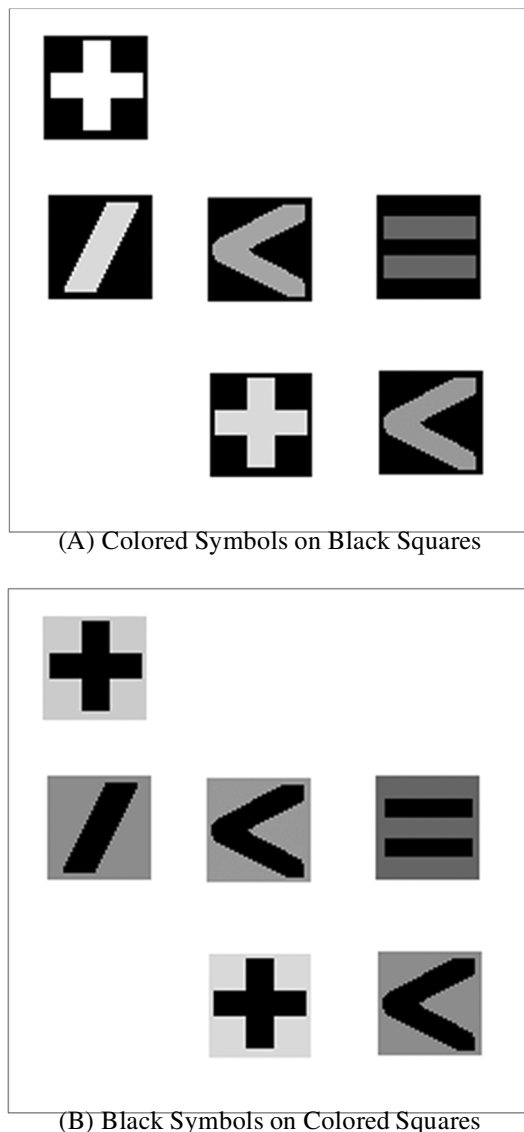 +
/ < =
+ <
(A) Colored Symbols on Black Squares
+
/ < =
+ <
(B) Black Symbols on Colored Squares